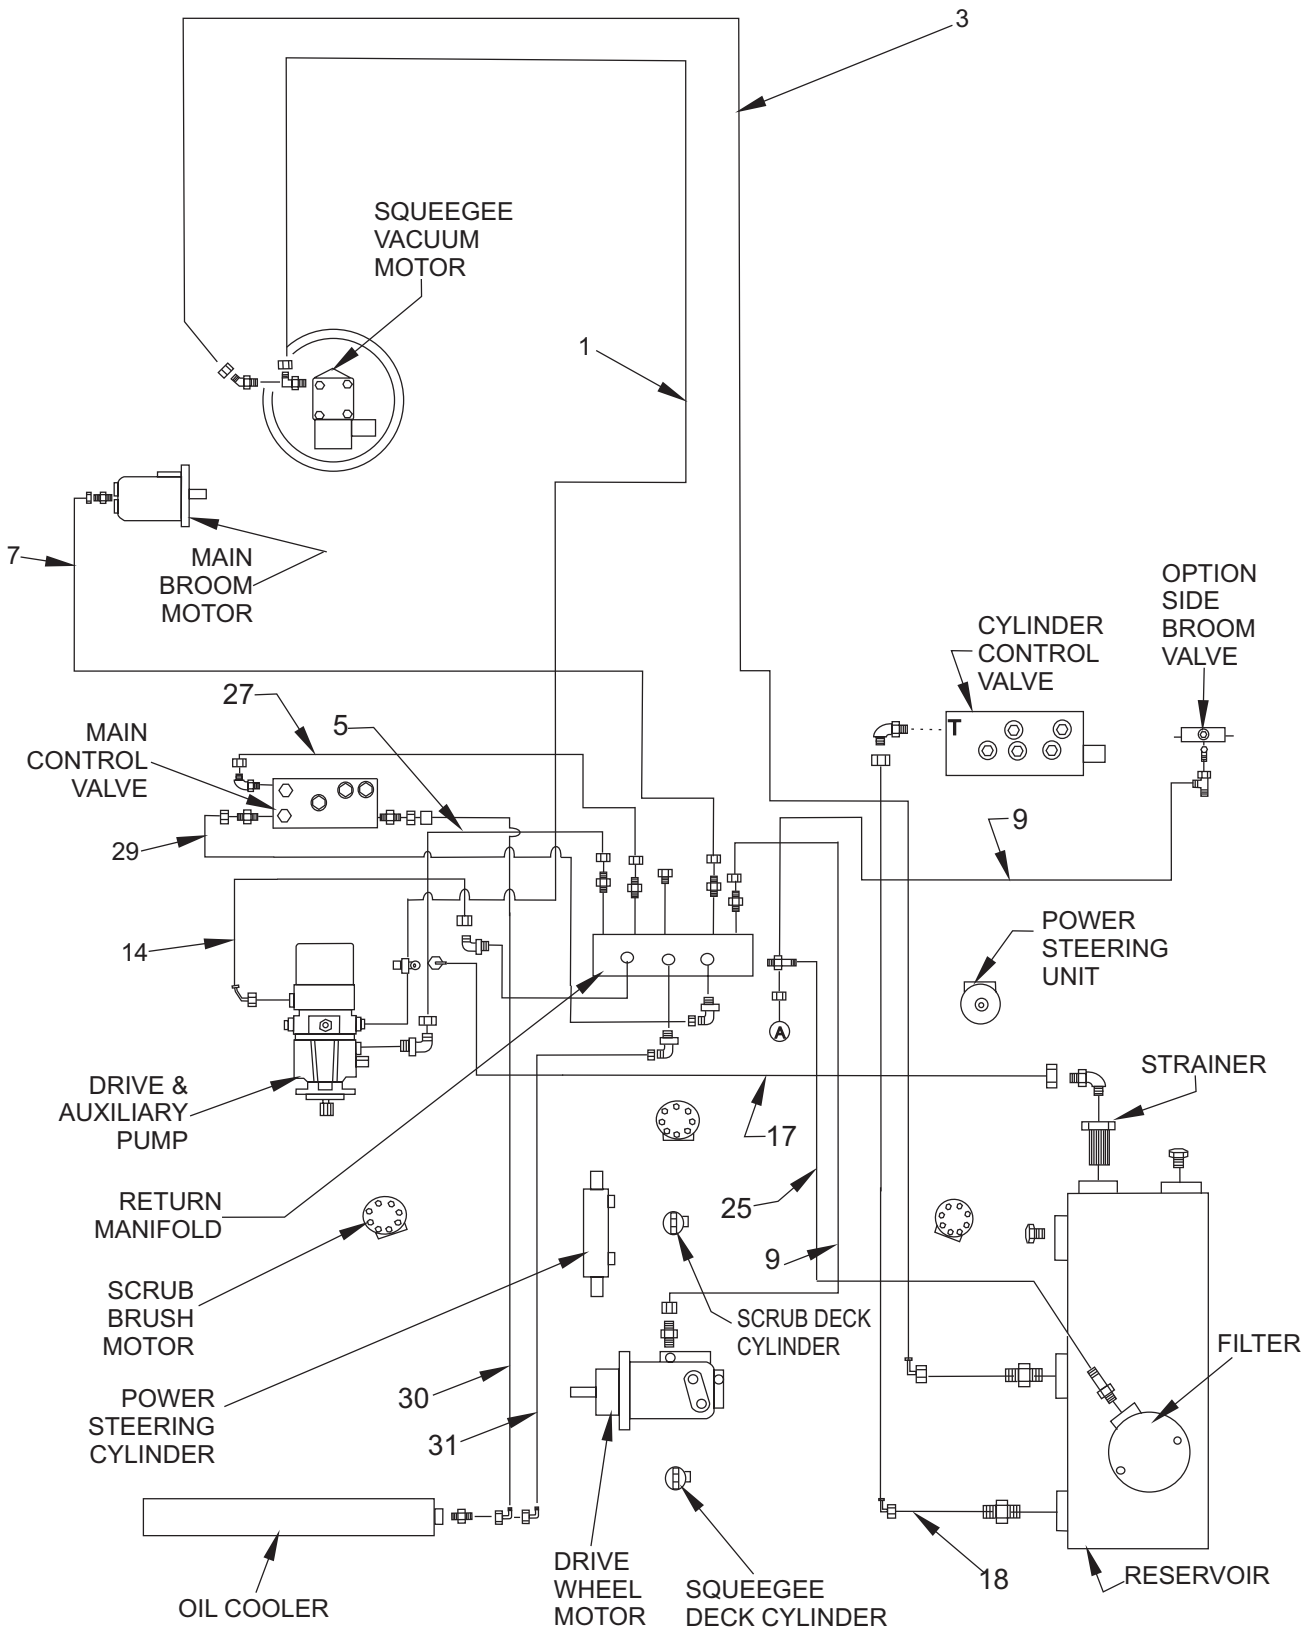 3
SQUEEGEE
VACUUM
MOTOR
1
7
MAIN
BROOM
MOTOR
OPTION
SIDE
BROOM
VALVE
CYLINDER
CONTROL
VALVE
T
27
5
MAIN
CONTROL
VALVE
29
9
14
POWER
STEERING
UNIT
A
STRAINER
DRIVE &
AUXILIARY
PUMP
17
RETURN
MANIFOLD
25
9
SCRUB
BRUSH
MOTOR
SCRUB DECK
CYLINDER
FILTER
POWER
STEERING
CYLINDER
30
31
OIL COOLER
DRIVE
WHEEL
MOTOR
SQUEEGEE
DECK CYLINDER
18
RESERVOIR